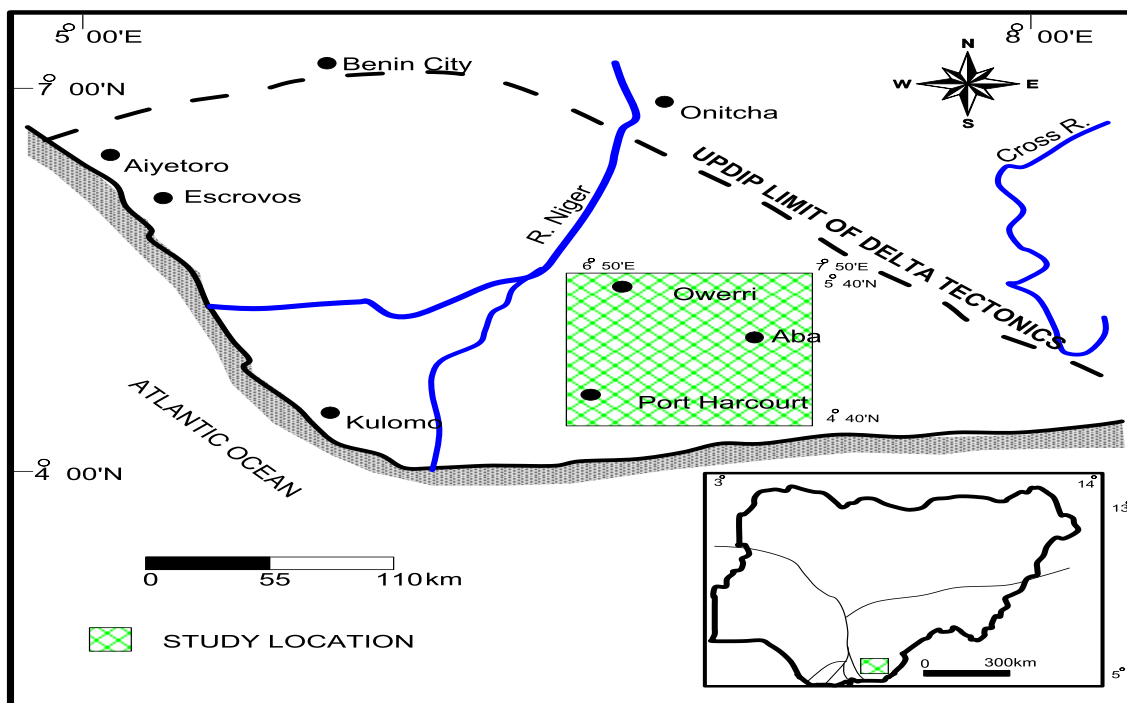 5° 00'E
8° 00'E
7° 00'N
Benin City
N
W E
S
Onitcha
Cross R.
Aiyetoro
Escrovos
UPDIP LIMIT OF DELTA TECTONICS
R. Niger
6° 50'E
7° 50'E
5° 40'N
Owerri
Aba
Port Harcourt
4° 40'N
Kulomo
ATLANTIC OCEAN
4° 00'N
3°
14°
13
0 55 110km
STUDY LOCATION
0 300km
5°